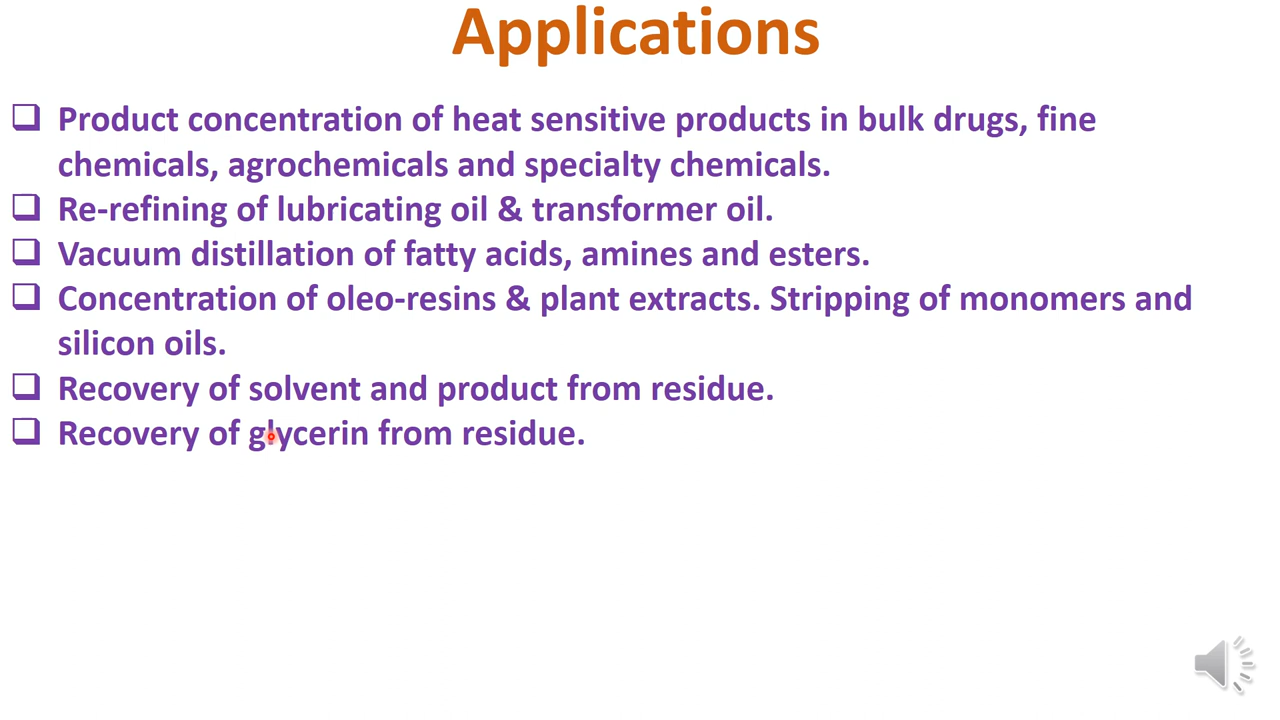 Applications
Product concentration of heat sensitive products in bulk drugs, fine
chemicals, agrochemicals and specialty chemicals.
Re-refining of lubricating oil & transformer oil.
Vacuum distillation of fatty acids, amines and esters.
Concentration of oleo-resins & plant extracts. Stripping of monomers and
silicon oils.
Recovery of solvent and product from residue.
Recovery of glycerin from residue.